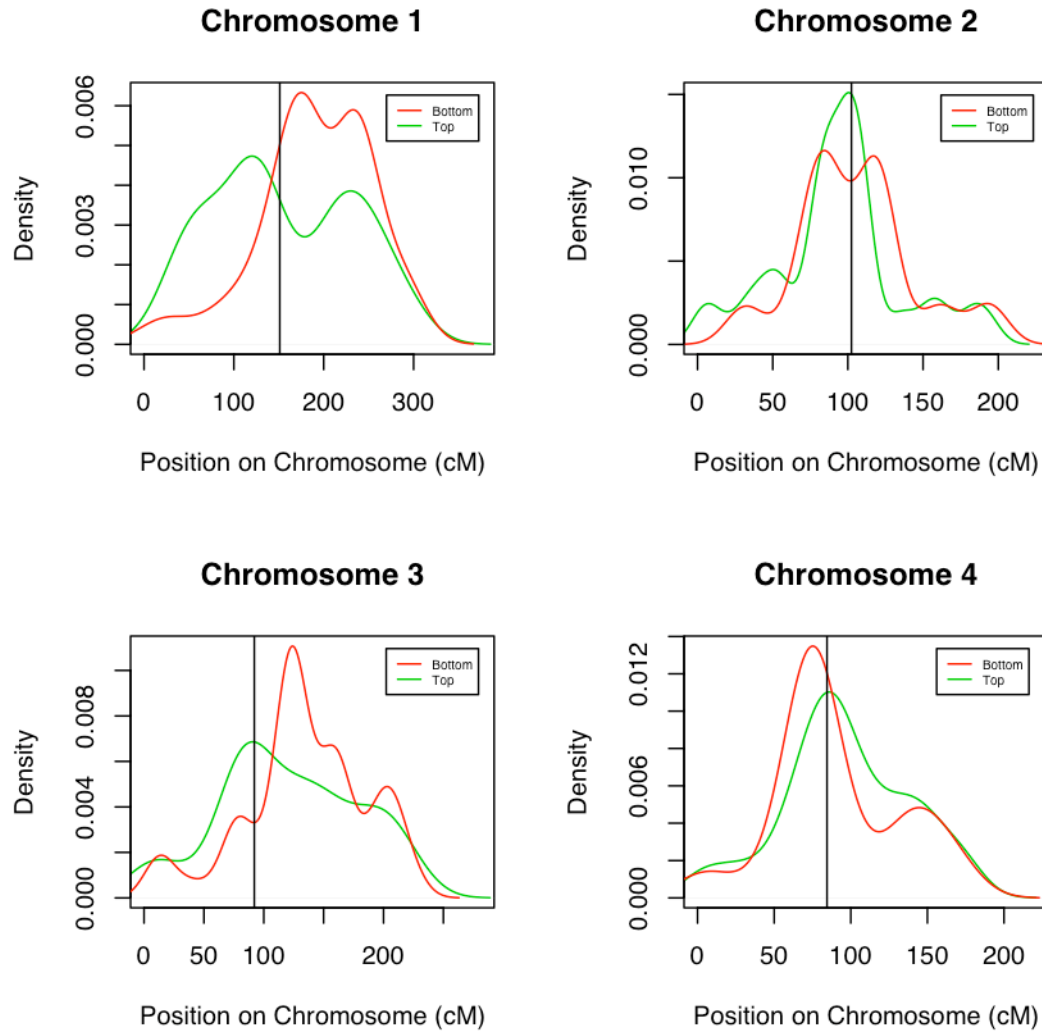 Chromosome 1
Density
0.000 0.003 0.006
Bottom
Top
0 100 200 300
Position on Chromosome (cM)
Chromosome 2
Density
0.000 0.010
Bottom
Top
0 50 100 150 200
Position on Chromosome (cM)
Chromosome 3
Density
0.000 0.004 0.008
Bottom
Top
0 50 100 200
Position on Chromosome (cM)
Chromosome 4
Density
0.000 0.006 0.012
Bottom
Top
0 50 100 150 200
Position on Chromosome (cM)